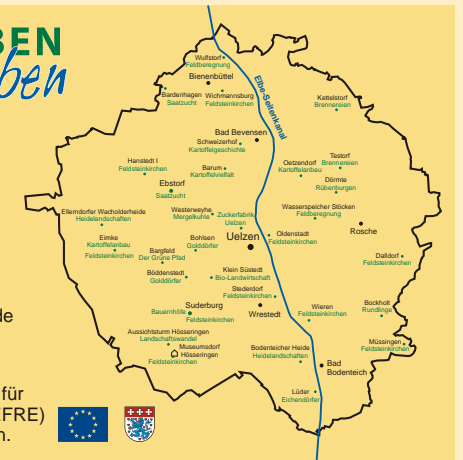 BEN
ben
de
für
EFRE)
n.
Wulfstorf
Feldberegnung
Bienenbüttel
Bardenhagen
Saatzucht
Wichmannsburg
Feldsteinkirchen
Elbe-Seitenkanal
Kettelstorf
Brennereien
Bad Bevensen
Schweizerhof
Kartoffelgeschichte
Hanstedt I
Feldsteinkirchen
Barum
Kartoffelvielfalt
Oetzendorf
Kartoffelanbau
Testorf
Brennereien
Dörmte
Rübenburgen
Ebstorf
Saatzucht
Westerweyhe
Mergelkuhle
Zuckerfabrik
Uelzen
Wasserspeicher Stöcken
Feldberegnung
Ellerndorfer Wacholderheide
Heidelandschaften
Rosche
Eimke
Kartoffelanbau
Feldsteinkirchen
Bohlsen
Golddörfer
Uelzen
Oldenstadt
Feldsteinkirchen
Bargfeld
Der Grüne Pfad
Dalldorf
Feldsteinkirchen
Böddenstedt
Golddörfer
Klein Süstedt
Bio-Landwirtschaft
Stederdorf
Feldsteinkirchen
Suderburg
Bauernhöfe
Feldsteinkirchen
Wrestedt
Wieren
Feldsteinkirchen
Bockholt
Rundlinge
Aussichtsturm Hösseringen
Landschaftswandel
Museumsdorf
Hösseringen
Feldsteinkirchen
Müssingen
Feldsteinkirchen
Bodenteicher Heide
Heidelandschaften
Bad
Bodenteich
Lüder
Eichendörfer